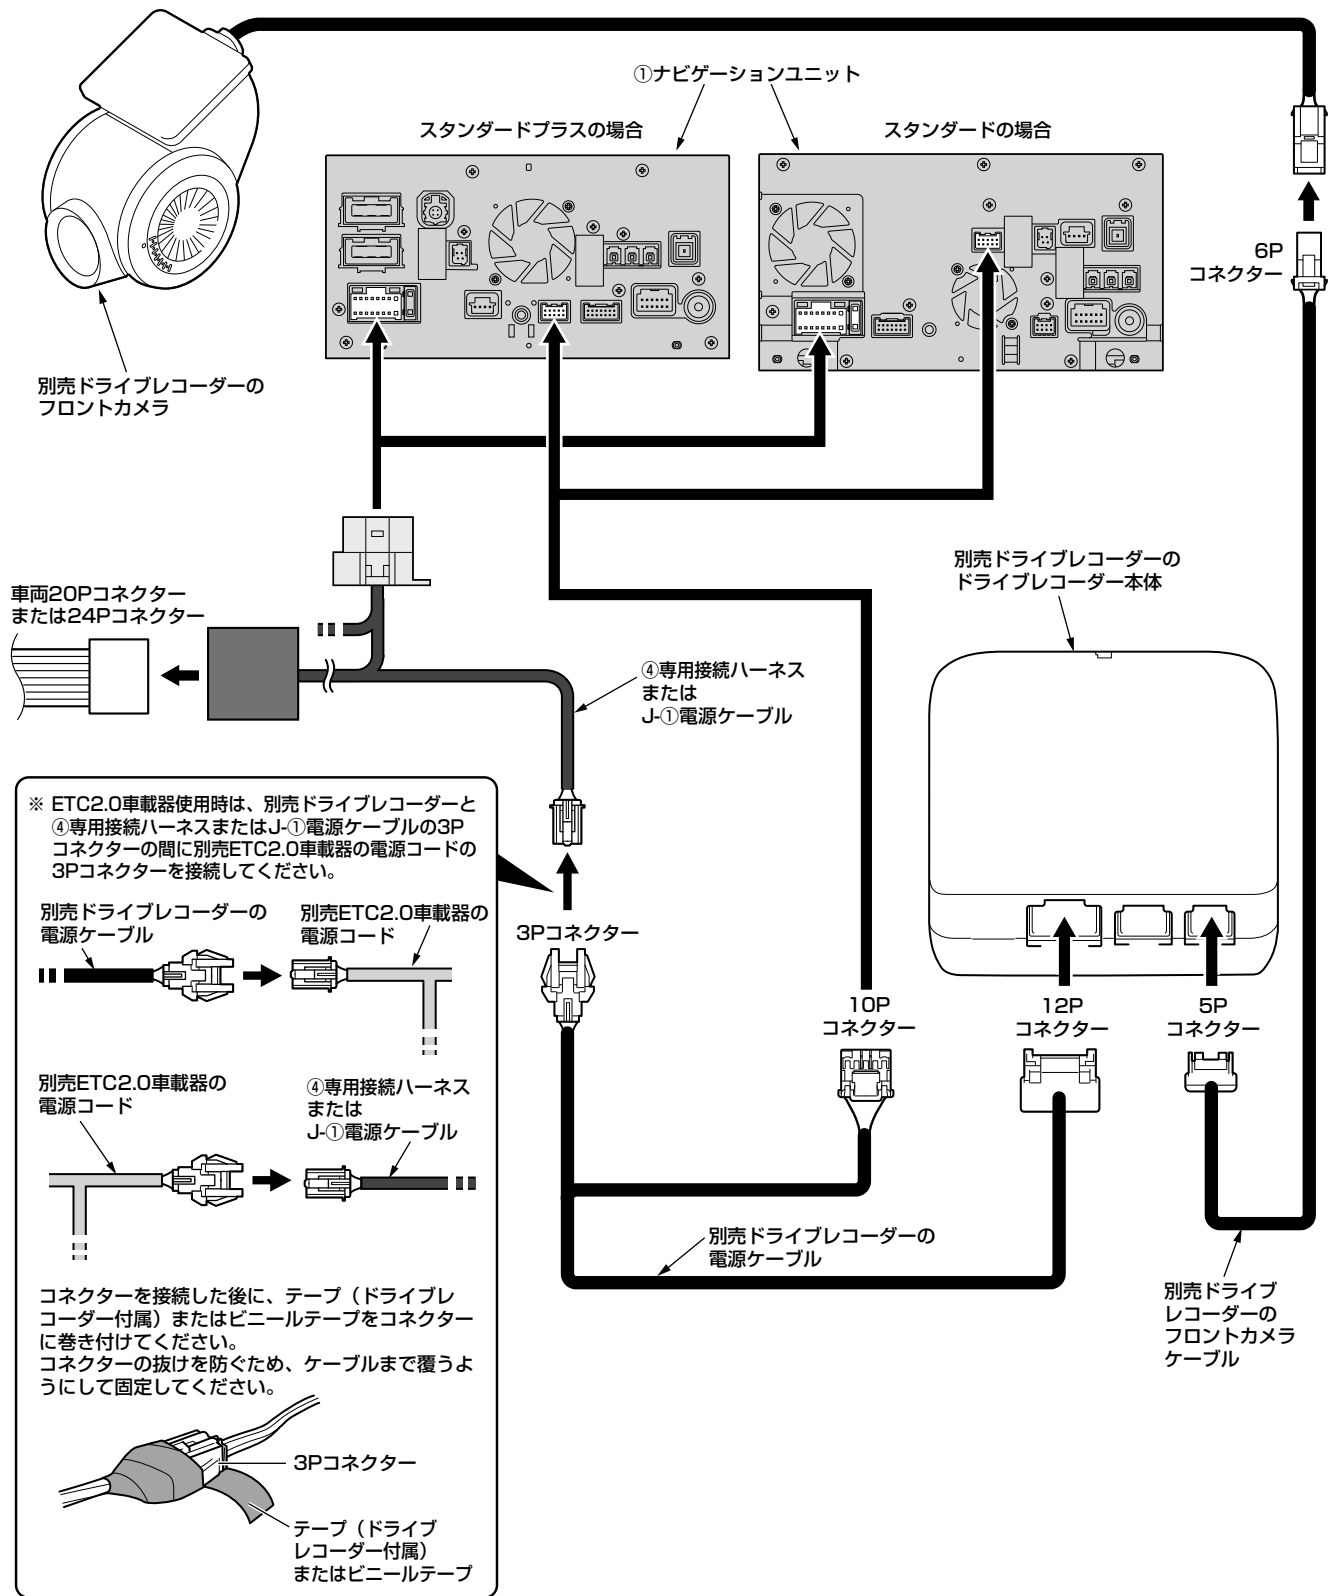 ①ナビゲーションユニット
スタンダードプラスの場合
スタンダードの場合
6P
コネクター
別売ドライブレコーダーの
フロントカメラ
別売ドライブレコーダーの
ドライブレコーダー本体
車両20Pコネクター
または24Pコネクター
④専用接続ハーネス
または
J-①電源ケーブル
※ ETC2.0車載器使用時は、別売ドライブレコーダーと
④専用接続ハーネスまたはJ-①電源ケーブルの3P
コネクターの間に別売ETC2.0車載器の電源コードの
3Pコネクターを接続してください。
別売ドライブレコーダーの
電源ケーブル
別売ETC2.0車載器の
電源コード
別売ETC2.0車載器の
電源コード
④専用接続ハーネス
または
J-①電源ケーブル
コネクターを接続した後に、テープ（ドライブレ
コーダー付属）またはビニールテープをコネクター
に巻き付けてください。
コネクターの抜けを防ぐため、ケーブルまで覆うよ
うにして固定してください。
3Pコネクター
テープ（ドライブ
レコーダー付属）
またはビニールテープ
3Pコネクター
10P
コネクター
12P
コネクター
5P
コネクター
別売ドライブレコーダーの
電源ケーブル
別売ドライブ
レコーダーの
フロントカメラ
ケーブル